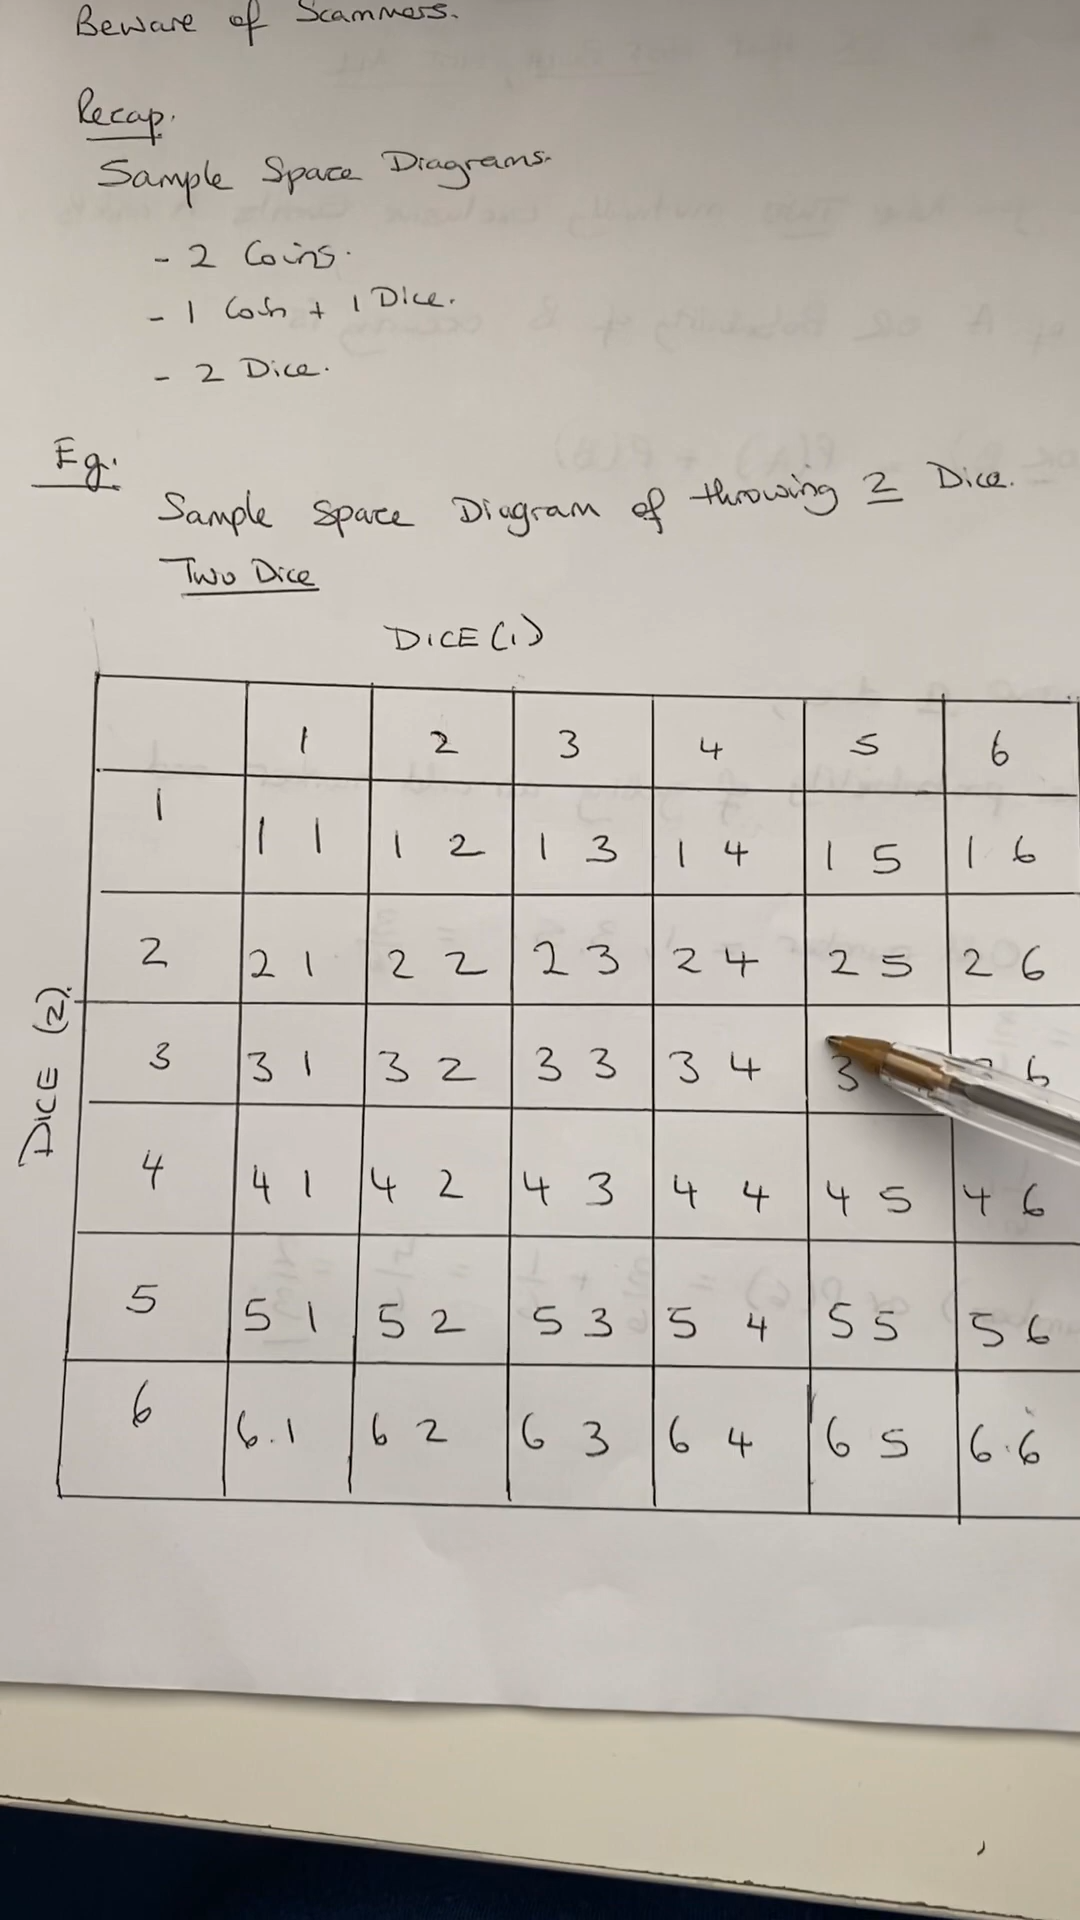 Beware of Scammers.
Recap.
Sample Space Diagrams.
- 2 Coins.
- 1 Coin + 1 Dice.
- 2 Dice.
Eg:
Sample Space Diagram of throwing 2 Dice.
Two Dice
DICE (1)
1 2 3 4 5 6
DICE (2)
1 1 1 1 2 1 3 1 4 1 5 1 6
2 2 1 2 2 2 3 2 4 2 5 2 6
3 3 1 3 2 3 3 3 4 3 6
4 4 1 4 2 4 3 4 4 4 5 4 6
5 5 1 5 2 5 3 5 4 5 5 5 6
6 6.1 6 2 6 3 6 4 6 5 6.6